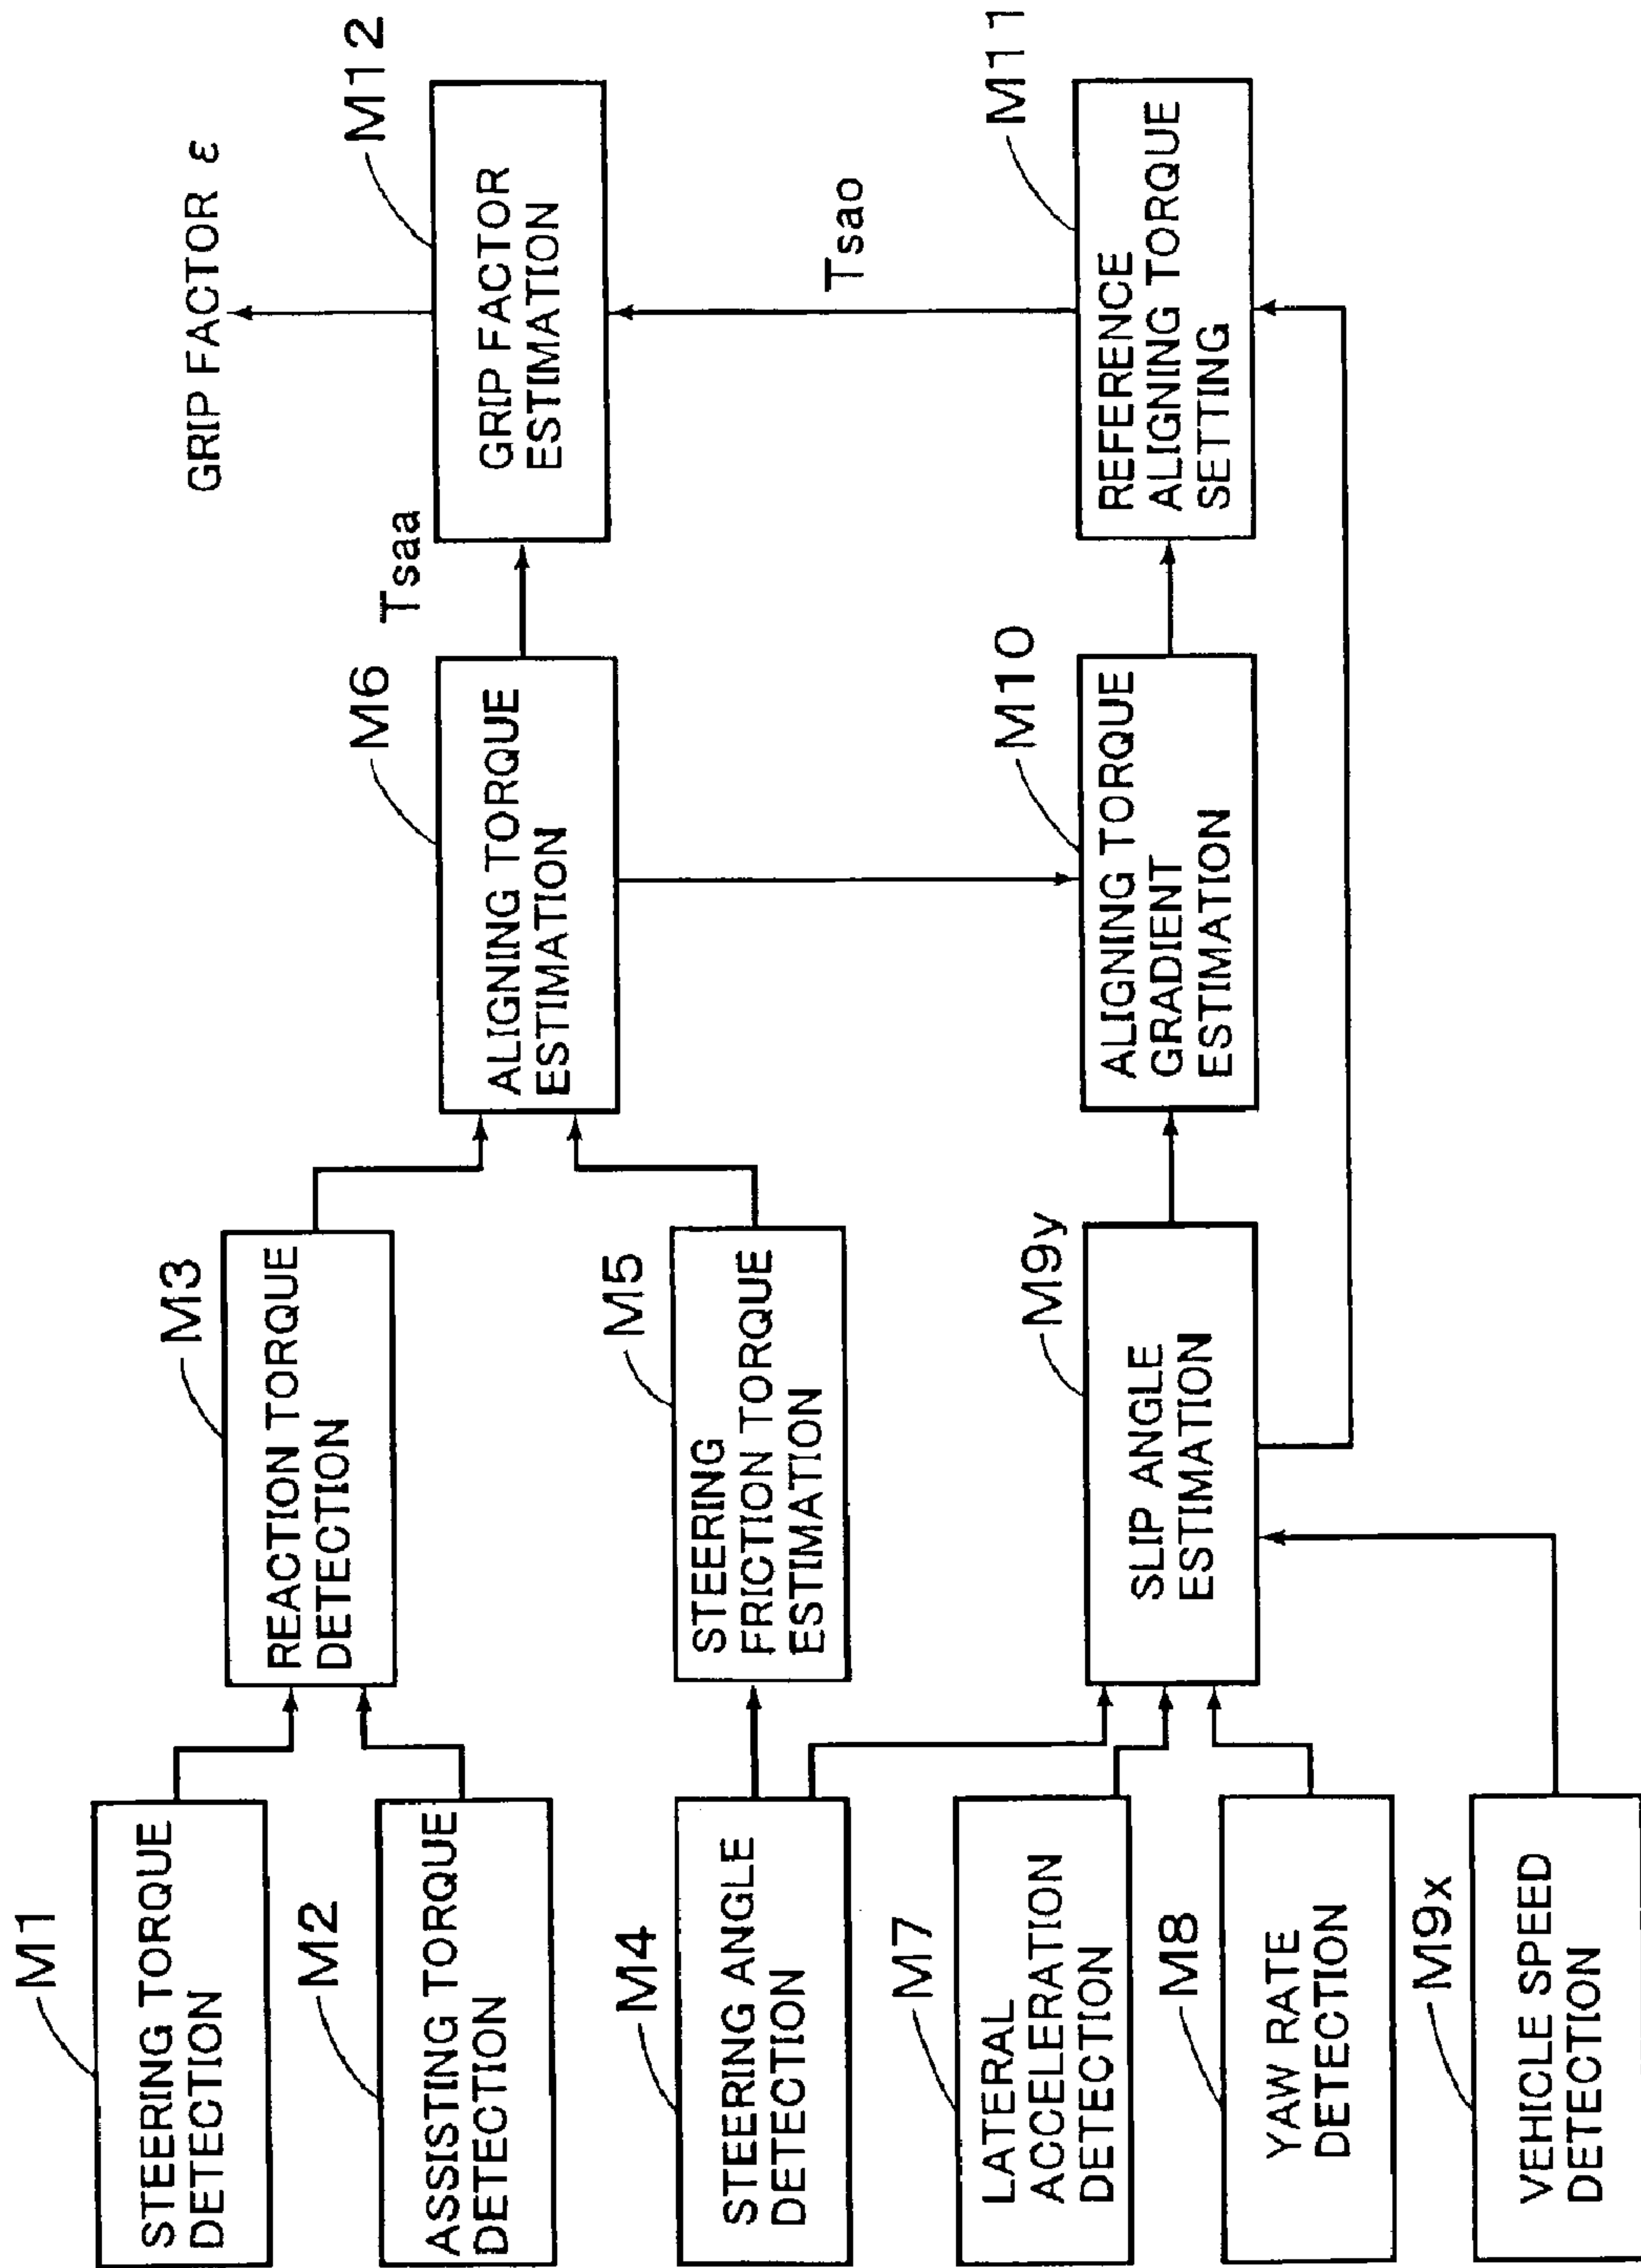 M1
STEERING TORQUE
DETECTION
M2
ASSISTING TORQUE
DETECTION
M3
REACTION TORQUE
DETECTION
M4
STEERING ANGLE
DETECTION
M5
STEERING
FRICTION TORQUE
ESTIMATION
M6
ALIGNING TORQUE
ESTIMATION
Tsaa
GRIP FACTOR ε
M12
GRIP FACTOR
ESTIMATION
Tsao
M7
LATERAL
ACCELERATION
DETECTION
M8
YAW RATE
DETECTION
M9x
VEHICLE SPEED
DETECTION
M9y
SLIP ANGLE
ESTIMATION
M10
ALIGNING TORQUE
GRADIENT
ESTIMATION
M11
REFERENCE
ALIGNING TORQUE
SETTING